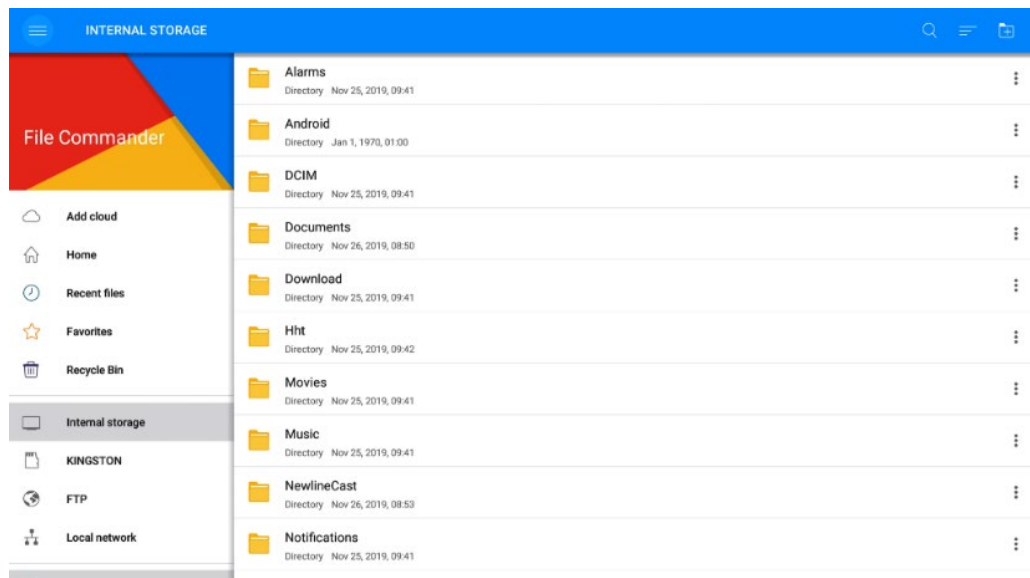 INTERNAL STORAGE
File Commander
Add cloud
Home
Recent files
Favorites
Recycle Bin
Internal storage
KINGSTON
FTP
Local network
Alarms
Directory Nov 25, 2019, 09:41
Android
Directory Jan 1, 1970, 01:00
DCIM
Directory Nov 25, 2019, 09:41
Documents
Directory Nov 26, 2019, 08:50
Download
Directory Nov 25, 2019, 09:41
Hht
Directory Nov 25, 2019, 09:42
Movies
Directory Nov 25, 2019, 09:41
Music
Directory Nov 25, 2019, 09:41
NewlineCast
Directory Nov 26, 2019, 08:53
Notifications
Directory Nov 25, 2019, 09:41